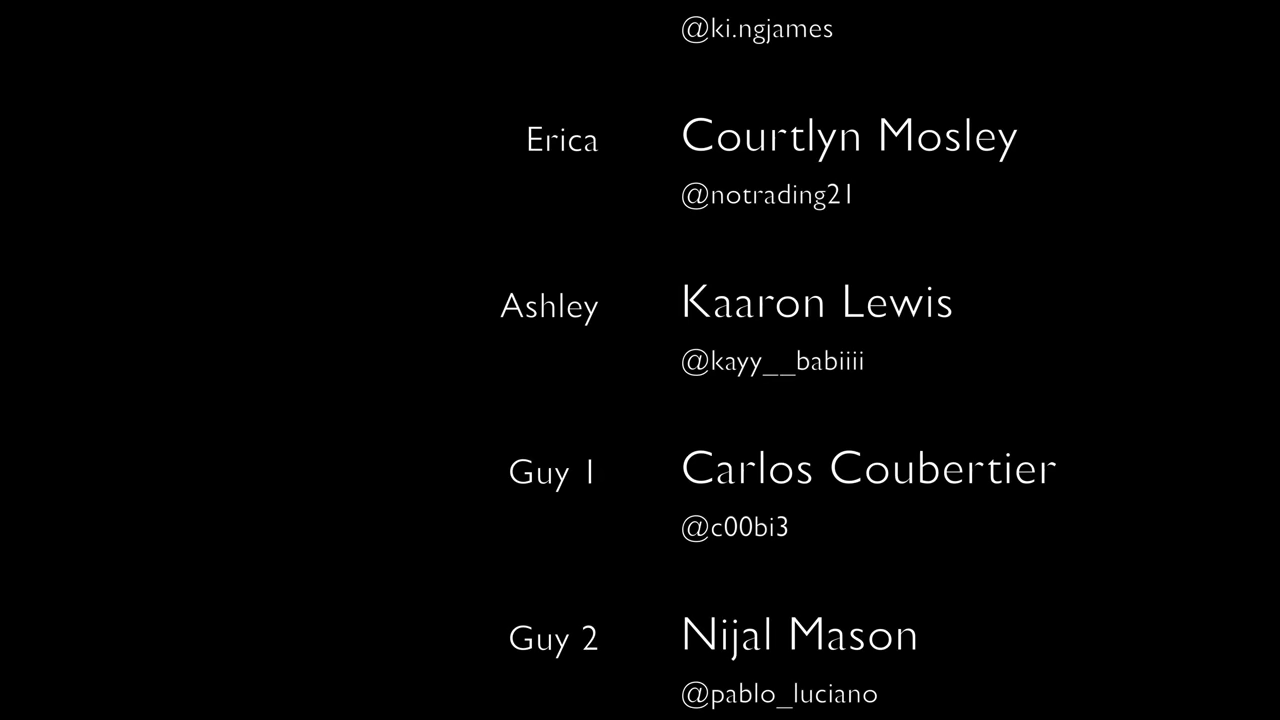 @ki.ngjames
Erica Courtlyn Mosley
@notrading21
Ashley Kaaron Lewis
@kayy__babiiii
Guy 1 Carlos Coubertier
@c00bi3
Guy 2 Nijal Mason
@pablo_luciano